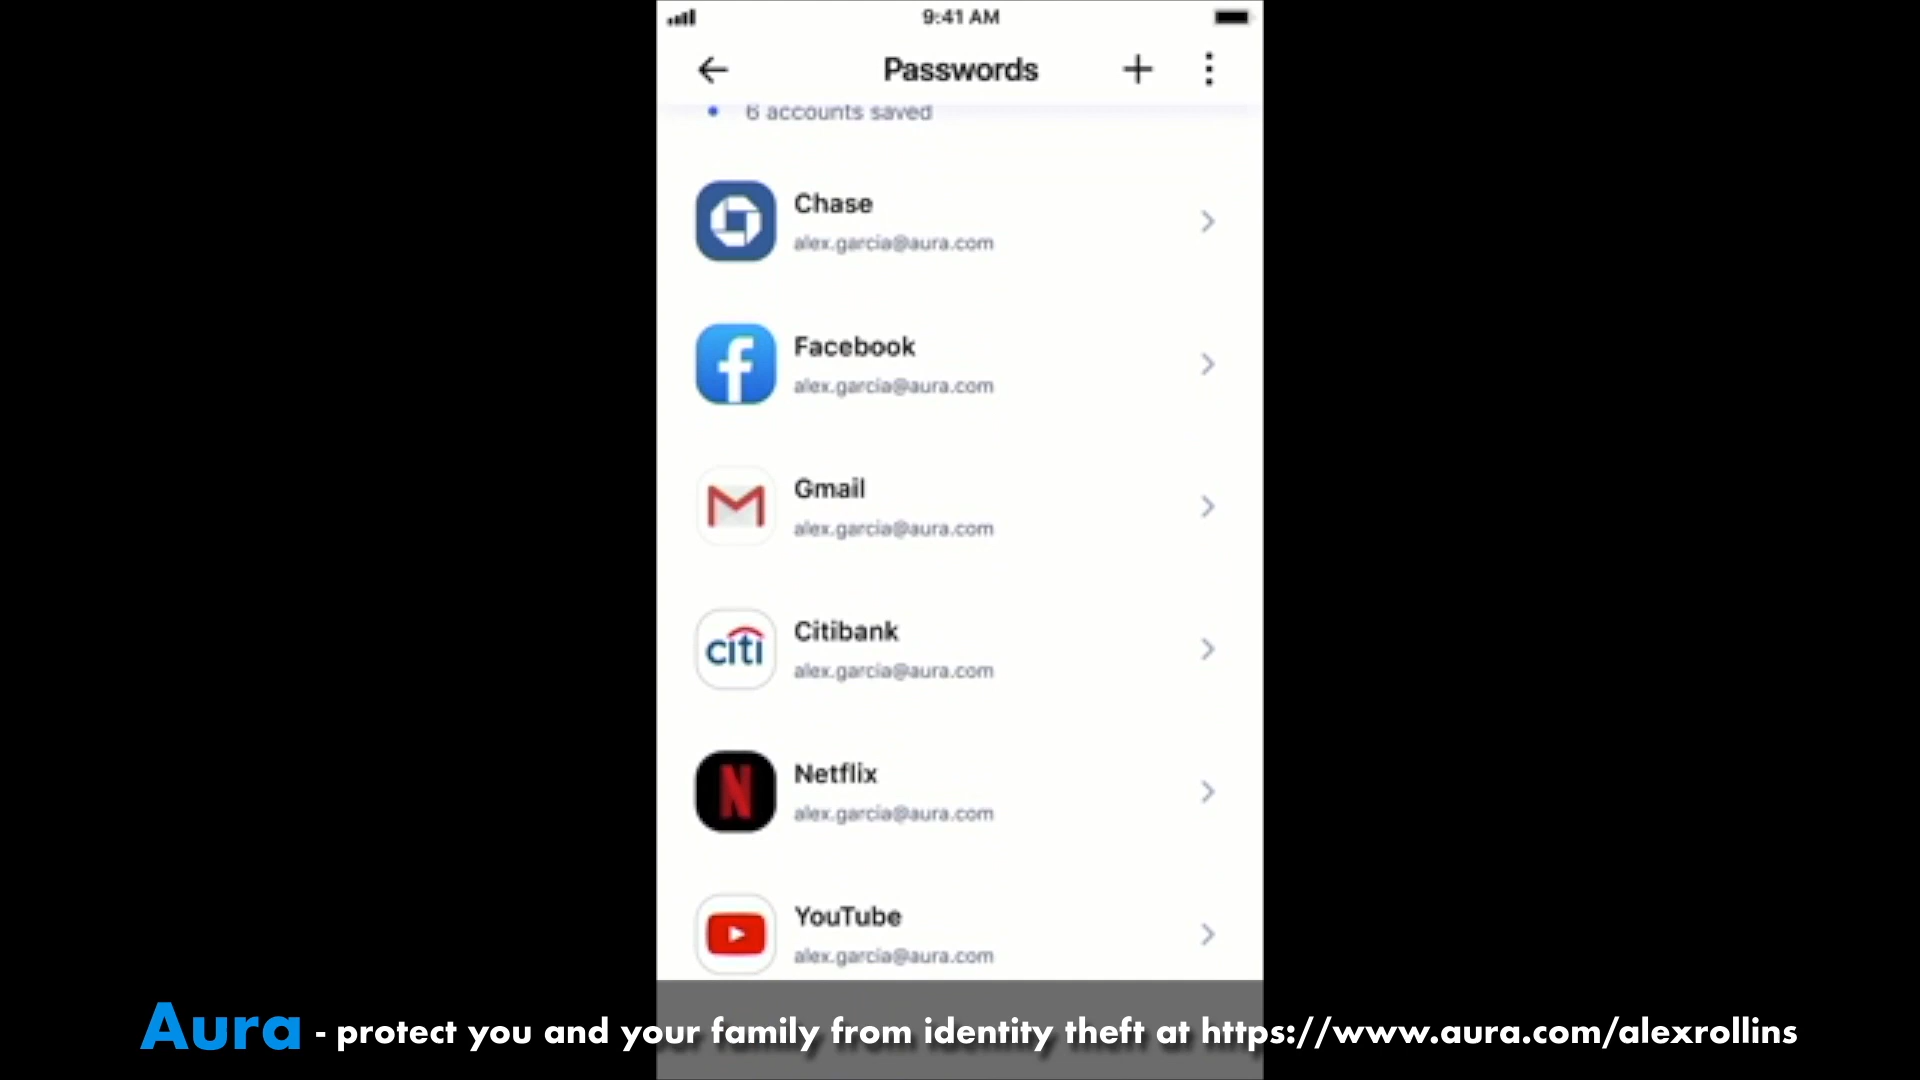 9:41 AM
Passwords
6 accounts saved
Chase
alex.garcia@aura.com
Facebook
alex.garcia@aura.com
Gmail
alex.garcia@aura.com
citi
Citibank
alex.garcia@aura.com
Netflix
alex.garcia@aura.com
YouTube
alex.garcia@aura.com
Aura - protect you and your family from identity theft at https://www.aura.com/alexrollins